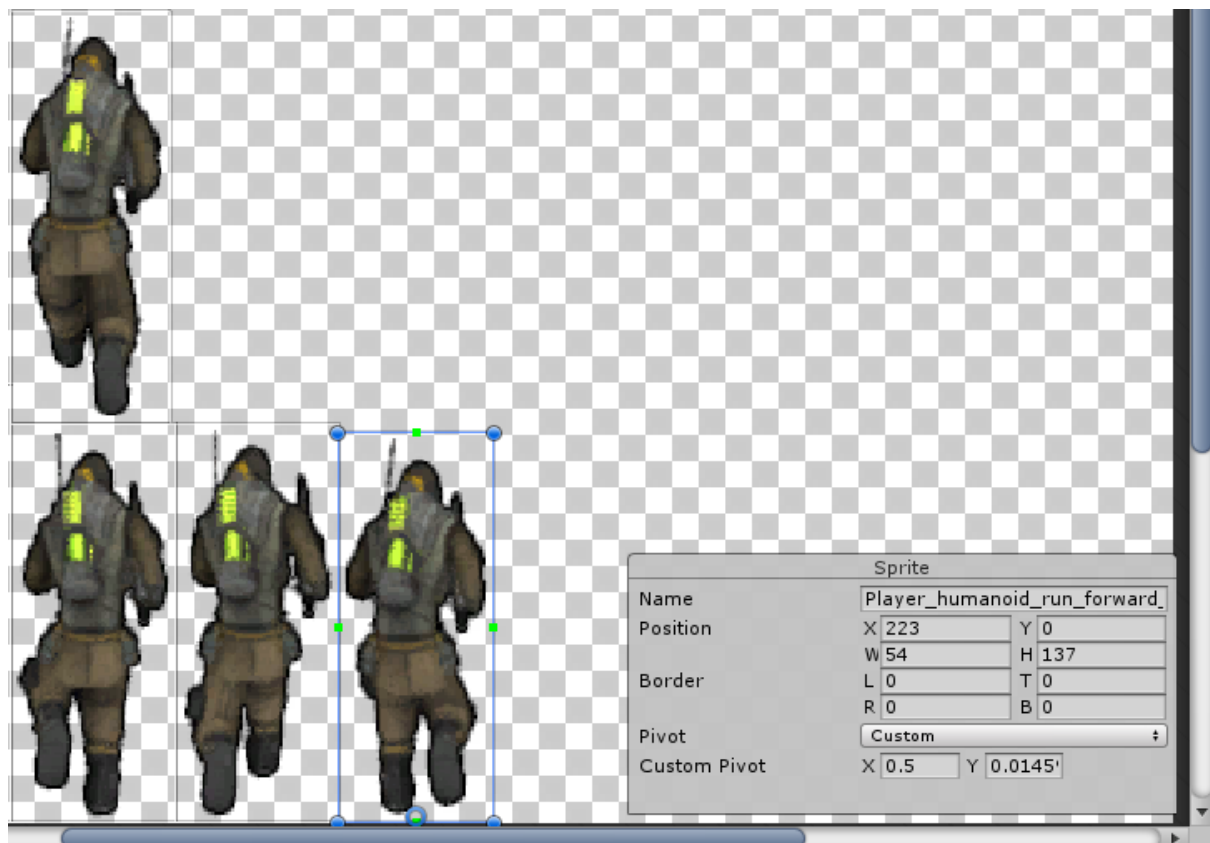 Sprite
Name Player_humanoid_run_forward_
Position X 223 Y 0
W 54 H 137
Border L 0 T 0
R 0 B 0
Pivot Custom
Custom Pivot X 0.5 Y 0.0145